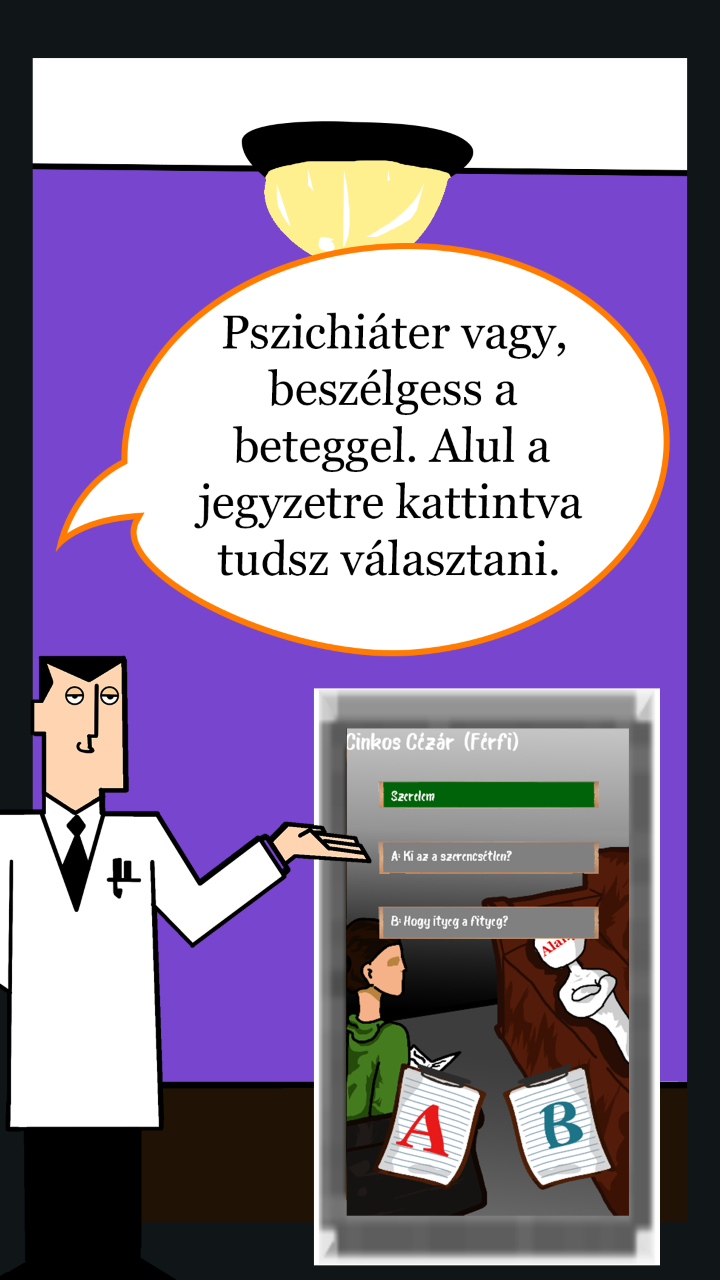 Pszichiáter vagy,
beszélgess a
beteggel. Alul a
jegyzetre kattintva
tudsz választani.
Cinkos Cézár (Férfi)
Szerelem
A: Ki az a szerencsétlen?
B: Hogy ityeg a fityeg?
A
B